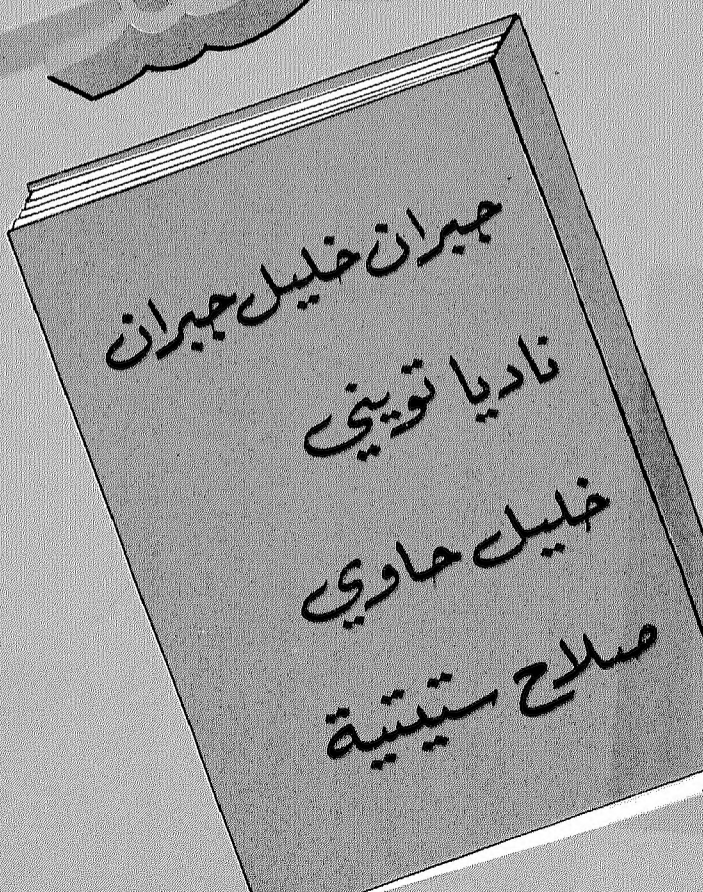 جبران خليل جبران
ناديا تويني
خليل حاوي
صلاح ستيتية